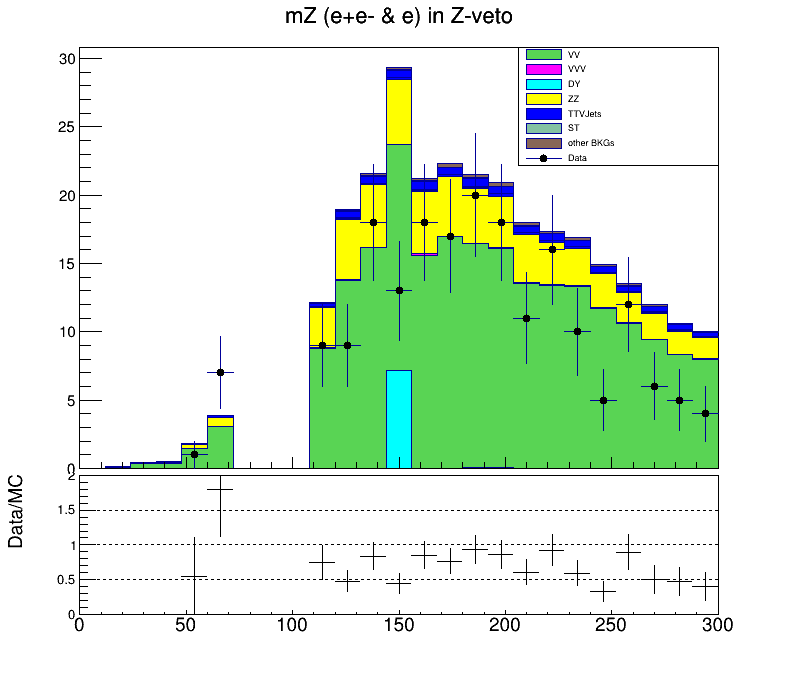 mZ (e+e- & e) in Z-veto
30
25
20
15
10
5
0
VV
VVV
DY
ZZ
TTVJets
ST
other BKGs
Data
Data/MC
2
1.5
1
0.5
0
0 50 100 150 200 250 300